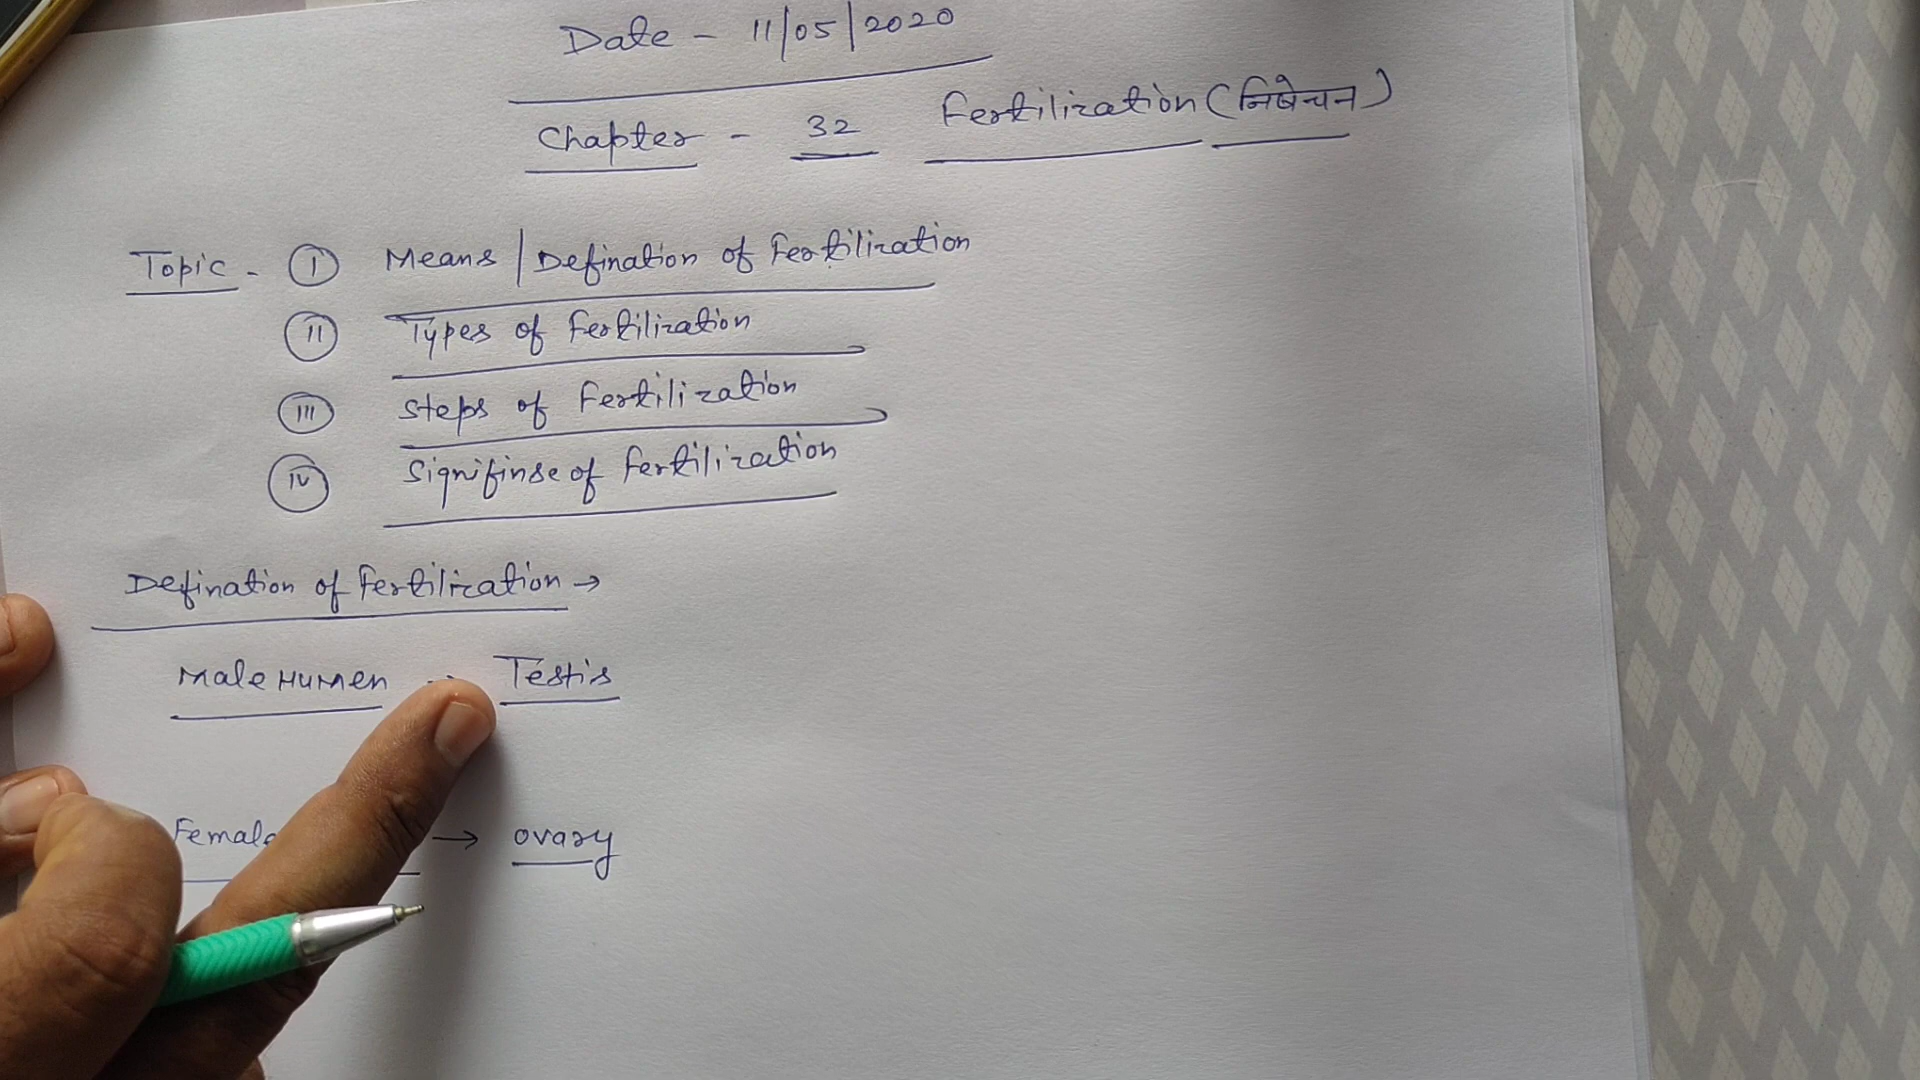 Date - 11/05/2020
Chapter - 32 Fertilization (निषेचन)
Topic - (I) Means | Defination of Fertilization
(II) Types of Fertilization
(III) Steps of Fertilization
(IV) Signifinse of Fertilization
Defination of Fertilization →
Male Humen Testis
Female → ovary